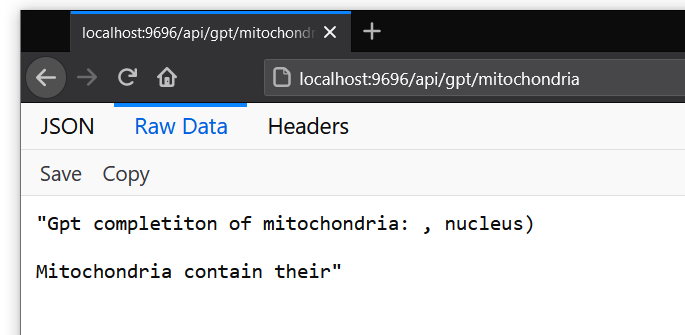 localhost:9696/api/gpt/mitochondr
localhost:9696/api/gpt/mitochondria
JSON Raw Data Headers
Save Copy
"Gpt completiton of mitochondria: , nucleus)
Mitochondria contain their"